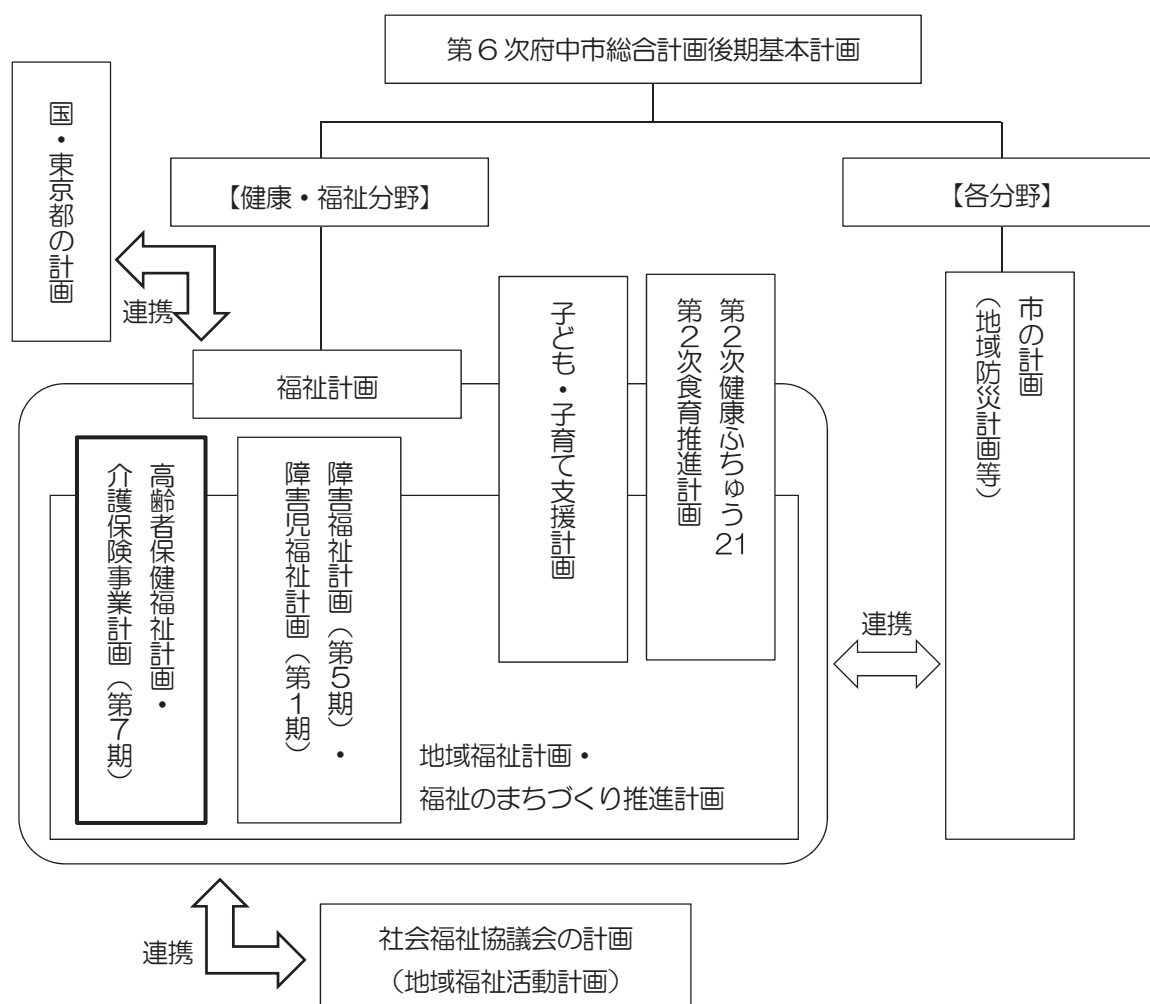 第6次府中市総合計画後期基本計画
国・東京都の計画
【健康・福祉分野】
【各分野】
連携
福祉計画
高齢者保健福祉計画・
介護保険事業計画（第7期）
障害福祉計画（第5期）・
障害児福祉計画（第1期）
子ども・子育て支援計画
第2次健康ふちゅう21
第2次食育推進計画
市の計画
（地域防災計画等）
連携
地域福祉計画・
福祉のまちづくり推進計画
連携
社会福祉協議会の計画
（地域福祉活動計画）